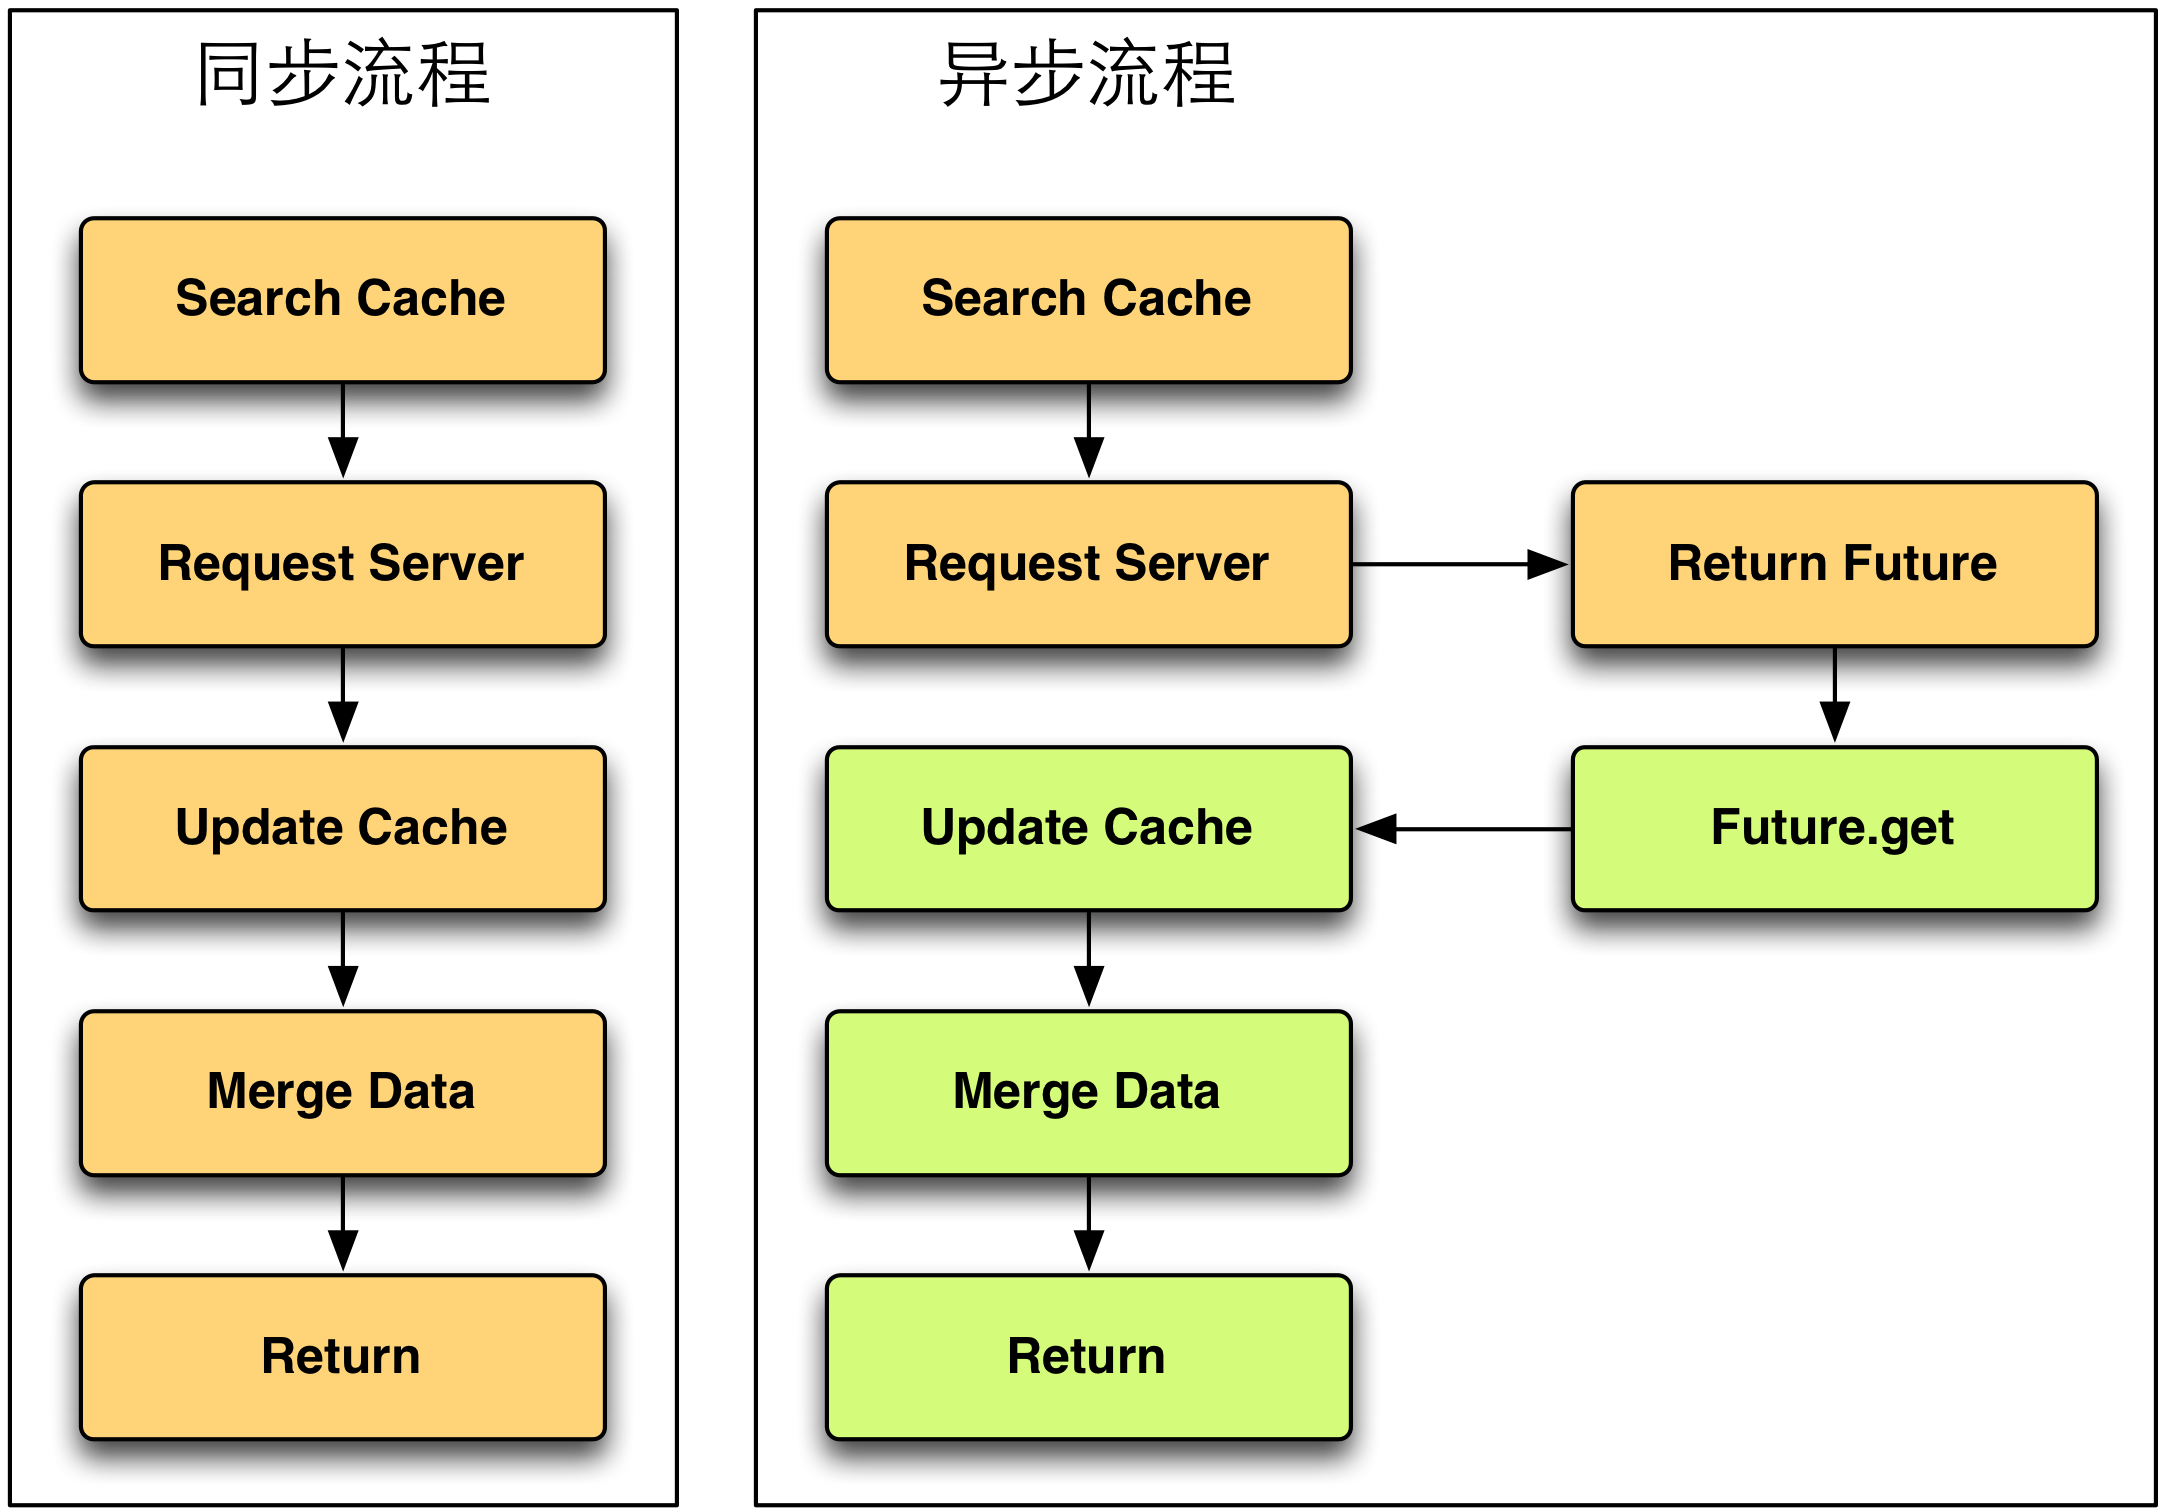 同步流程
Search Cache
Request Server
Update Cache
Merge Data
Return
异步流程
Search Cache
Request Server
Return Future
Update Cache
Future.get
Merge Data
Return